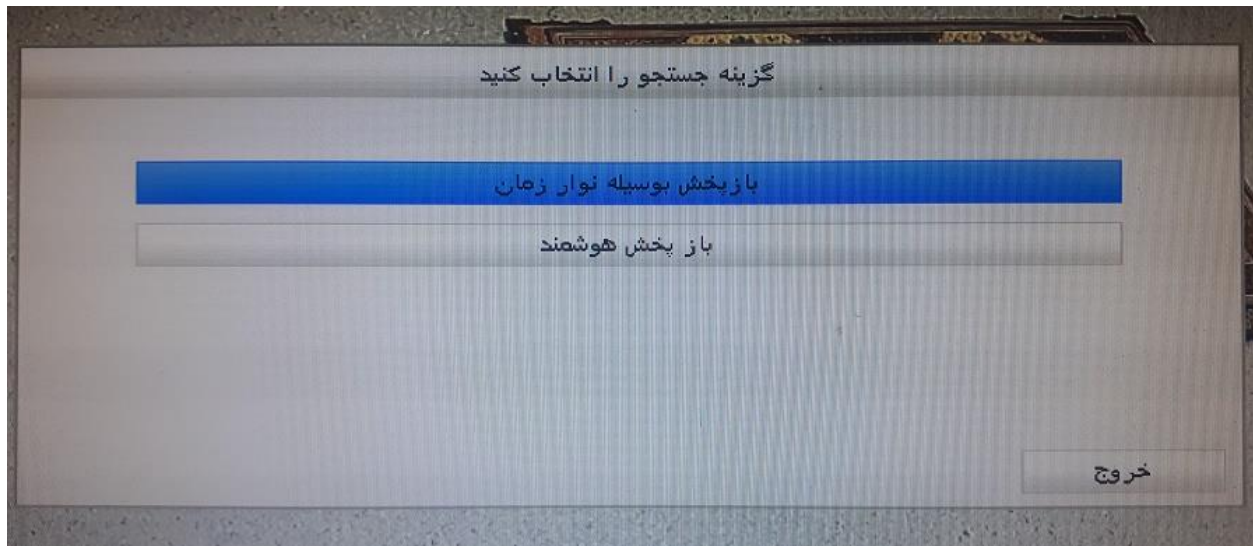 گزینه جستجو را انتخاب کنید
بازپخش بوسیله نوار زمان
باز پخش هوشمند
خروج